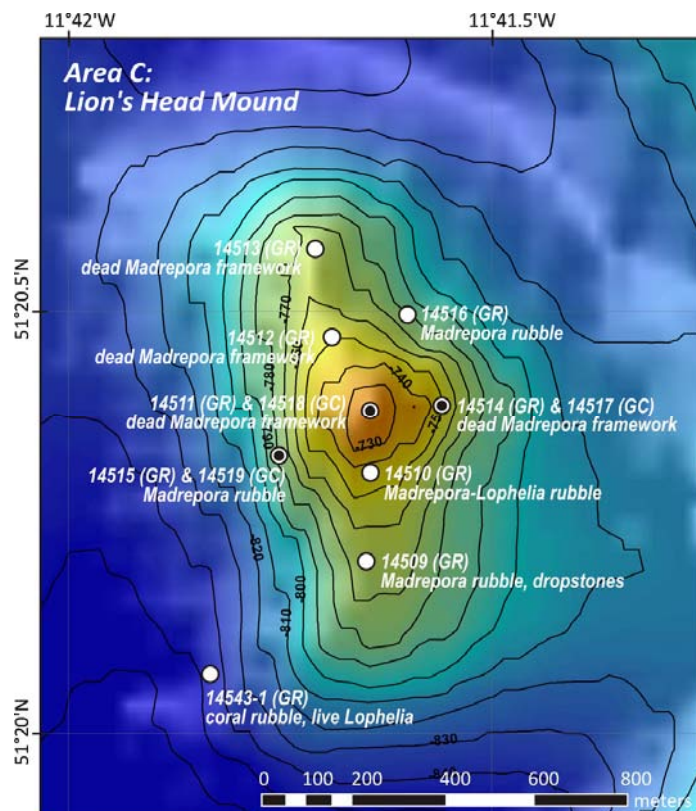 11°42'W
11°41.5'W
Area C:
Lion's Head Mound
14513 (GR)
dead Madrepora framework
51°20.5'N
-770
14516 (GR)
Madrepora rubble
14512 (GR)
dead Madrepora framework
-780
-740
14511 (GR) & 14518 (GC)
dead Madrepora framework
14514 (GR) & 14517 (GC)
dead Madrepora framework
-730
14515 (GR) & 14519 (GC)
Madrepora rubble
14510 (GR)
Madrepora-Lophelia rubble
-820
14509 (GR)
Madrepora rubble, dropstones
-800
-810
14543-1 (GR)
coral rubble, live Lophelia
51°20'N
-830
0 100 200 400 600 800
meters